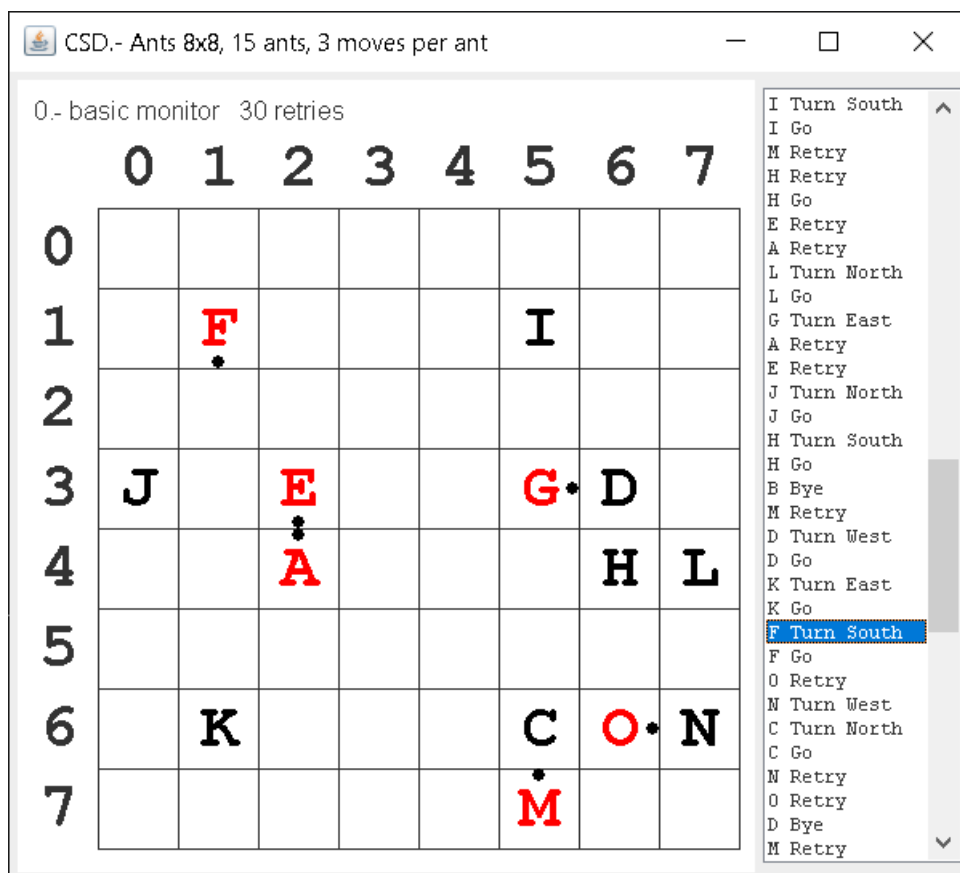 CSD.- Ants 8x8, 15 ants, 3 moves per ant
0.- basic monitor 30 retries
0 1 2 3 4 5 6 7
0
1 F I
2
3 J E G D
4 A H L
5
6 K C O N
7 M
I Turn South
I Go
M Retry
H Retry
H Go
E Retry
A Retry
L Turn North
L Go
G Turn East
A Retry
E Retry
J Turn North
J Go
H Turn South
H Go
B Bye
M Retry
D Turn West
D Go
K Turn East
K Go
F Turn South
F Go
O Retry
N Turn West
C Turn North
C Go
N Retry
O Retry
D Bye
M Retry